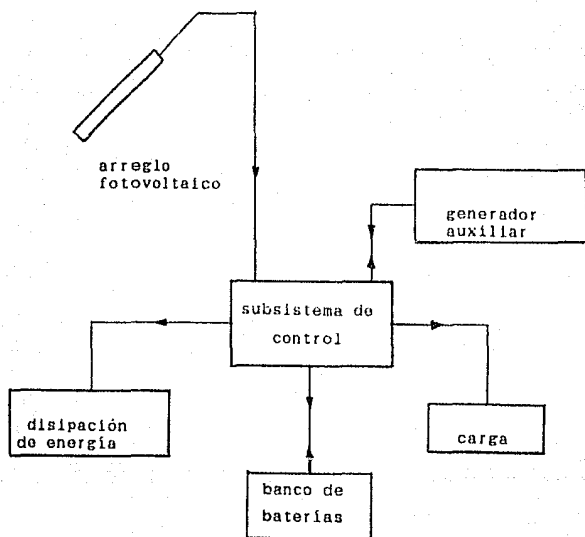 arreglo
fotovoltaico
generador
auxiliar
subsistema de
control
disipación
de energía
carga
banco de
baterías